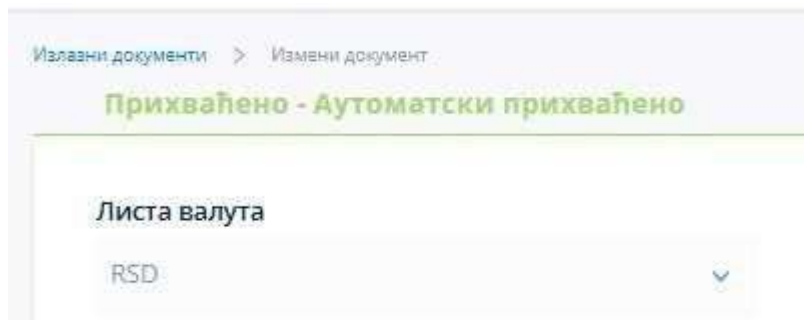 Излазни документи > Измени документ
Прихваћено - Аутоматски прихваћено
Листа валута
RSD